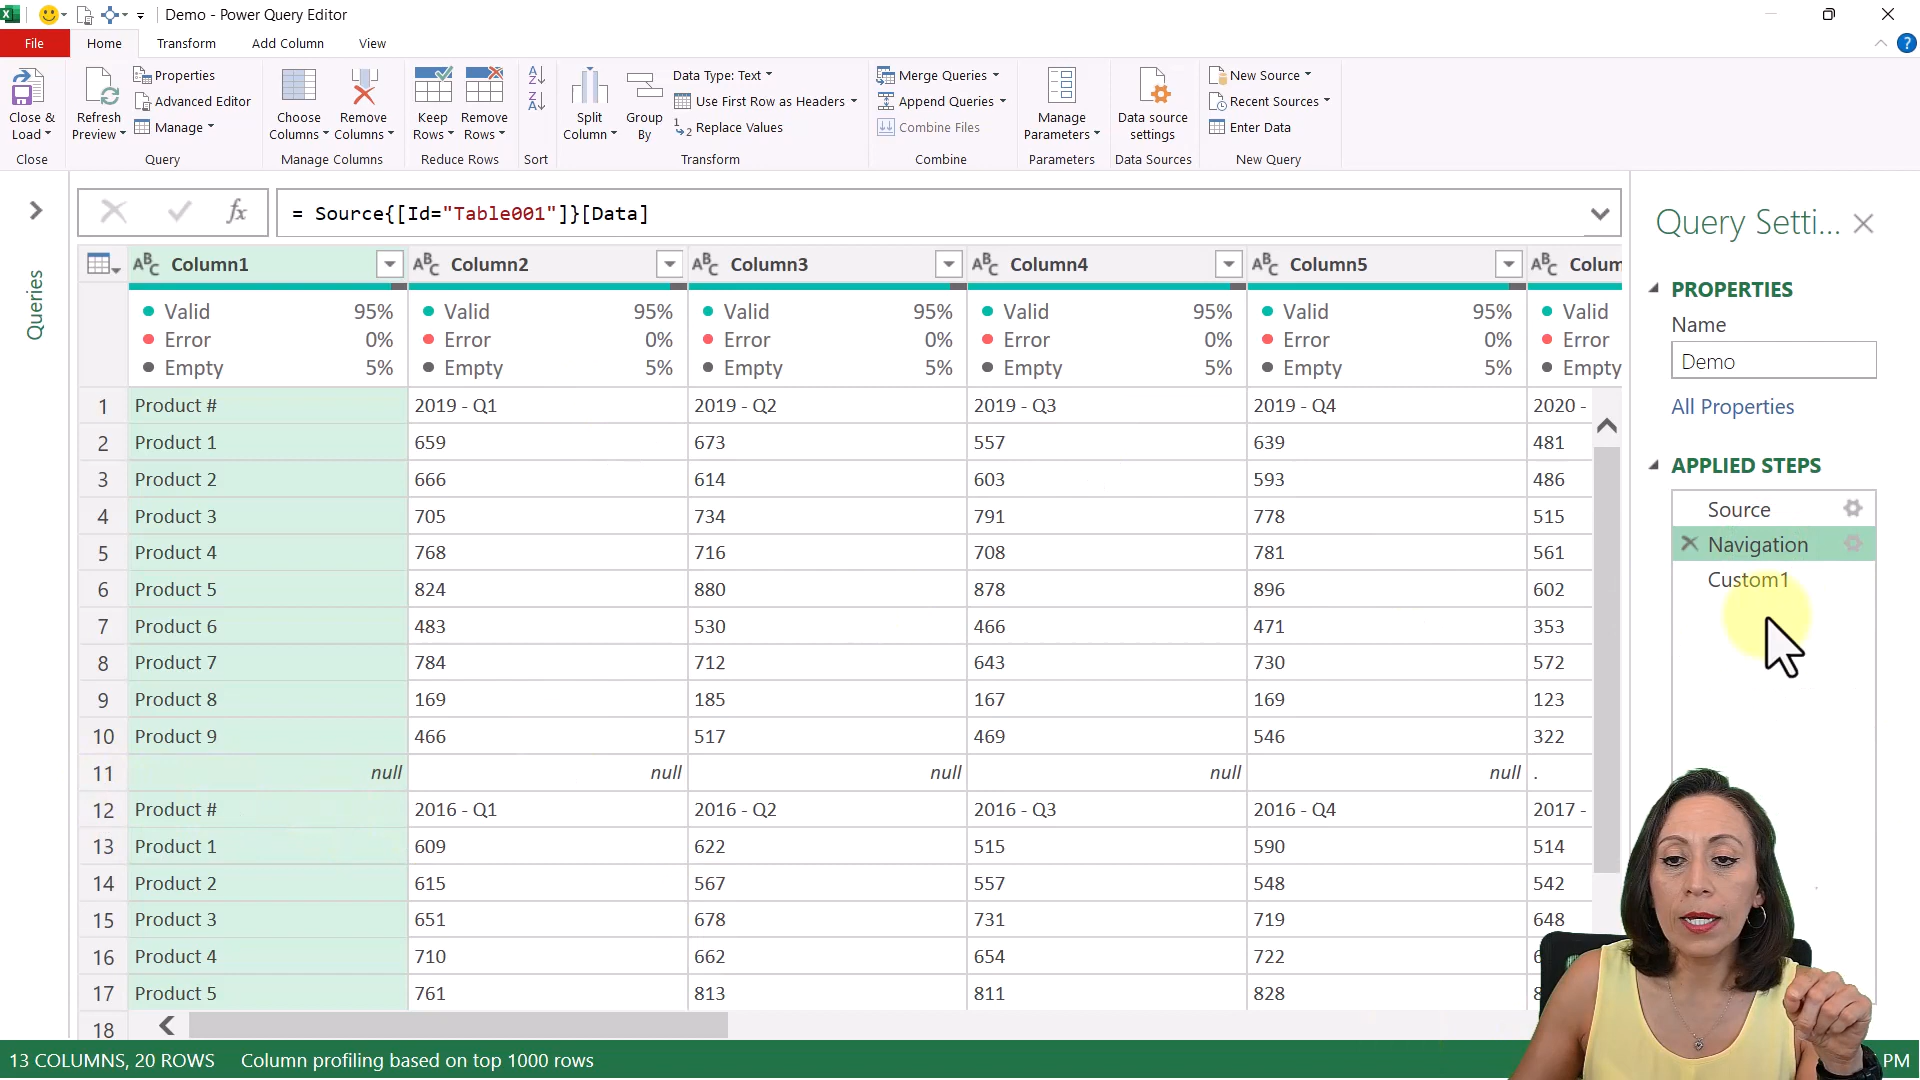 Demo - Power Query Editor
File Home Transform Add Column View ?
Close & Load
Close
Refresh Preview
Properties
Advanced Editor
Manage
Query
Choose Columns
Remove Columns
Manage Columns
Keep Rows
Remove Rows
Reduce Rows
Sort
Split Column
Group By
Data Type: Text
Use First Row as Headers
Replace Values
Transform
Merge Queries
Append Queries
Combine Files
Combine
Manage Parameters
Parameters
Data source settings
Data Sources
New Source
Recent Sources
Enter Data
New Query
fx
= Source{[Id="Table001"]}[Data]
Queries
ABC Column1 ABC Column2 ABC Column3 ABC Column4 ABC Column5 ABC Colum
Valid 95% Valid 95% Valid 95% Valid 95% Valid 95% Valid
Error 0% Error 0% Error 0% Error 0% Error 0% Error
Empty 5% Empty 5% Empty 5% Empty 5% Empty 5% Empty
1 Product # 2019 - Q1 2019 - Q2 2019 - Q3 2019 - Q4 2020 -
2 Product 1 659 673 557 639 481
3 Product 2 666 614 603 593 486
4 Product 3 705 734 791 778 515
5 Product 4 768 716 708 781 561
6 Product 5 824 880 878 896 602
7 Product 6 483 530 466 471 353
8 Product 7 784 712 643 730 572
9 Product 8 169 185 167 169 123
10 Product 9 466 517 469 546 322
11 null null null null null .
12 Product # 2016 - Q1 2016 - Q2 2016 - Q3 2016 - Q4 2017 -
13 Product 1 609 622 515 590 514
14 Product 2 615 567 557 548 542
15 Product 3 651 678 731 719 648
16 Product 4 710 662 654 722
17 Product 5 761 813 811 828
18
Query Setti...
PROPERTIES
Name
Demo
All Properties
APPLIED STEPS
Source
Navigation
Custom1
13 COLUMNS, 20 ROWS Column profiling based on top 1000 rows PM